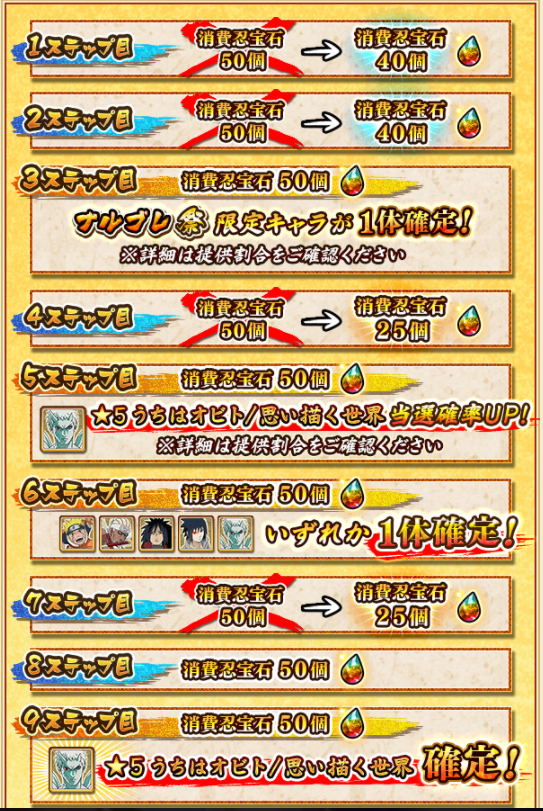 1ステップ目
消費忍宝石
50個
消費忍宝石
40個
2ステップ目
消費忍宝石
50個
消費忍宝石
40個
3ステップ目 消費忍宝石 50個
ナルコレ祭 限定キャラが 1体確定!
※詳細は提供割合をご確認ください
4ステップ目
消費忍宝石
50個
消費忍宝石
25個
5ステップ目 消費忍宝石 50個
★5うちはオビト/思い描く世界 当選確率UP!
※詳細は提供割合をご確認ください
6ステップ目 消費忍宝石 50個
いずれか 1体確定!
7ステップ目
消費忍宝石
50個
消費忍宝石
25個
8ステップ目 消費忍宝石 50個
9ステップ目 消費忍宝石 50個
★5うちはオビト/思い描く世界 確定!